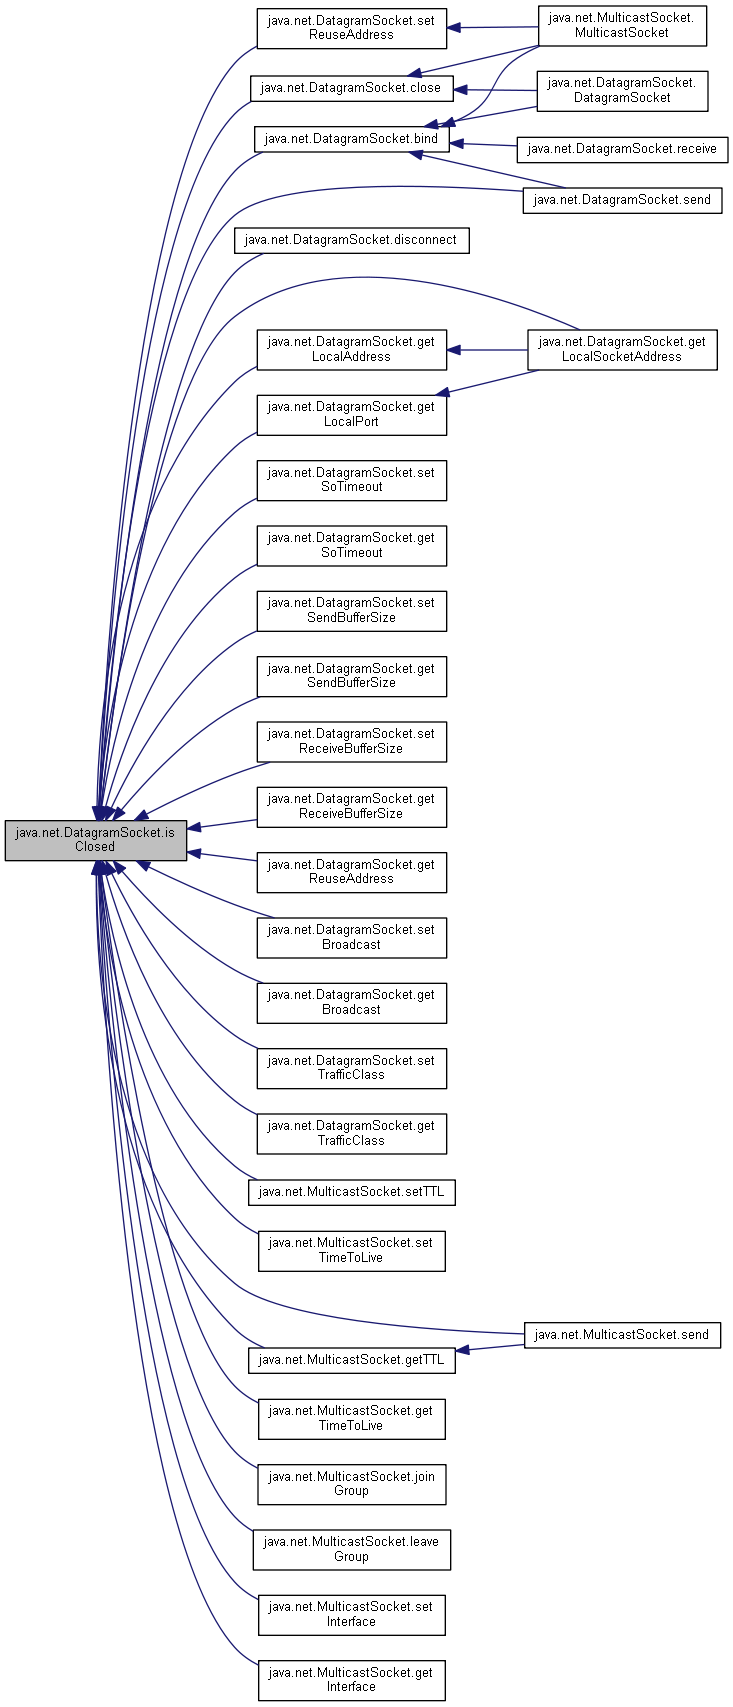 java.net.DatagramSocket.set
ReuseAddress
java.net.MulticastSocket.
MulticastSocket
java.net.DatagramSocket.close
java.net.DatagramSocket.
DatagramSocket
java.net.DatagramSocket.bind
java.net.DatagramSocket.receive
java.net.DatagramSocket.send
java.net.DatagramSocket.disconnect
java.net.DatagramSocket.get
LocalAddress
java.net.DatagramSocket.get
LocalSocketAddress
java.net.DatagramSocket.get
LocalPort
java.net.DatagramSocket.set
SoTimeout
java.net.DatagramSocket.get
SoTimeout
java.net.DatagramSocket.set
SendBufferSize
java.net.DatagramSocket.get
SendBufferSize
java.net.DatagramSocket.set
ReceiveBufferSize
java.net.DatagramSocket.get
ReceiveBufferSize
java.net.DatagramSocket.is
Closed
java.net.DatagramSocket.get
ReuseAddress
java.net.DatagramSocket.set
Broadcast
java.net.DatagramSocket.get
Broadcast
java.net.DatagramSocket.set
TrafficClass
java.net.DatagramSocket.get
TrafficClass
java.net.MulticastSocket.setTTL
java.net.MulticastSocket.set
TimeToLive
java.net.MulticastSocket.send
java.net.MulticastSocket.getTTL
java.net.MulticastSocket.get
TimeToLive
java.net.MulticastSocket.join
Group
java.net.MulticastSocket.leave
Group
java.net.MulticastSocket.set
Interface
java.net.MulticastSocket.get
Interface